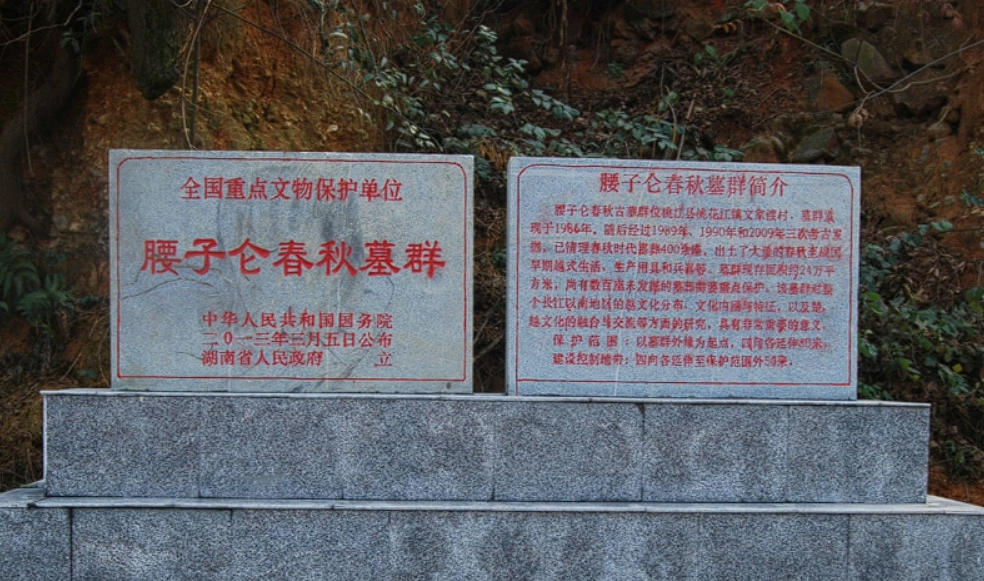 全国重点文物保护单位
腰子仑春秋墓群
中华人民共和国国务院
二〇一三年三月五日公布
湖南省人民政府 立
腰子仑春秋墓群简介
腰子仑春秋古墓群位桃江县桃花江镇文家渡村，墓群发
现于1986年，随后经过1989年、1990年和2009年三次考古发
掘，已清理春秋时代墓葬400余座，出土了大量的春秋至战国
早期越式生活、生产用具和兵器等。墓群现存面积约24万平
方米，尚有数百座未发掘的墓葬需要重点保护。该墓群对整
个长江以南地区的越文化分布、文化内涵与特征，以及楚、
越文化的融合与交流等方面的研究，具有非常重要的意义。
保护范围：以墓群外缘为起点，四向各延伸80米；
建设控制地带：四向各延伸至保护范围外50米。